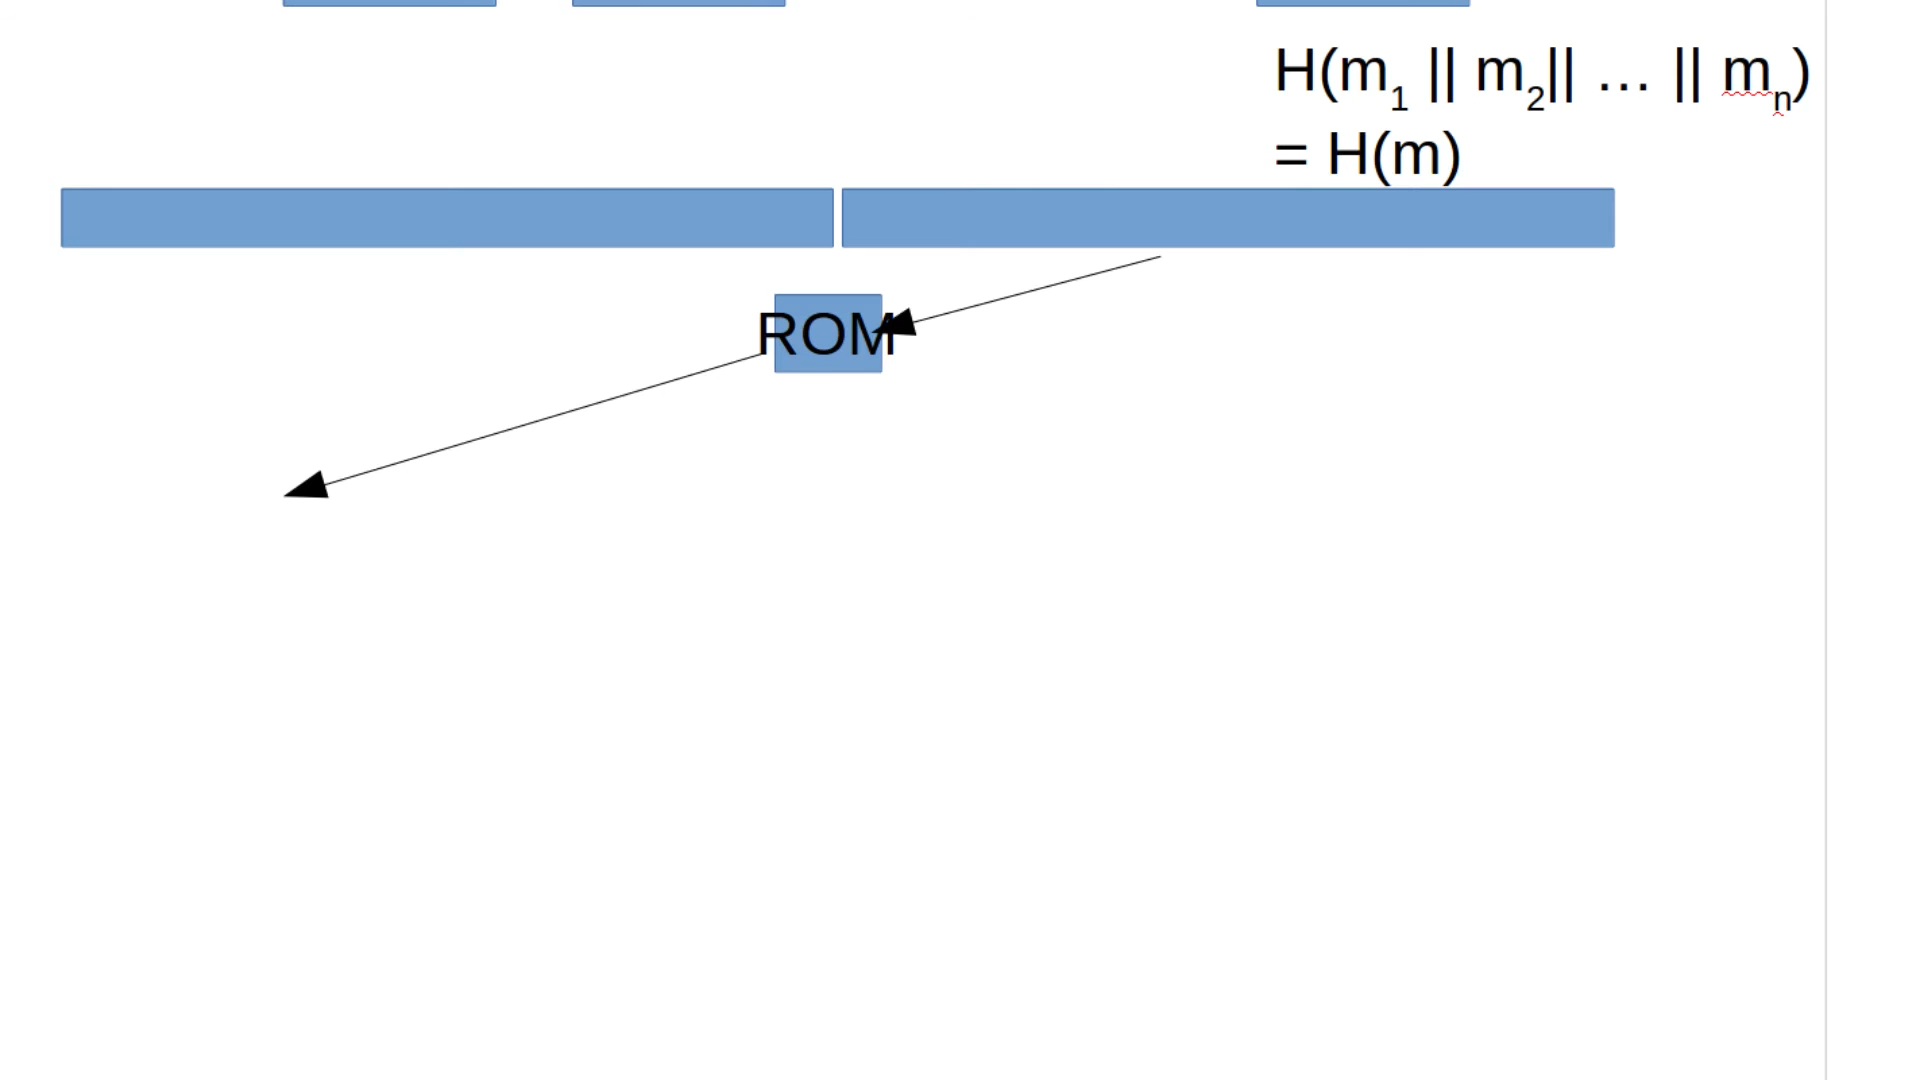 H(m₁ || m₂|| … || mₙ)
= H(m)
ROM